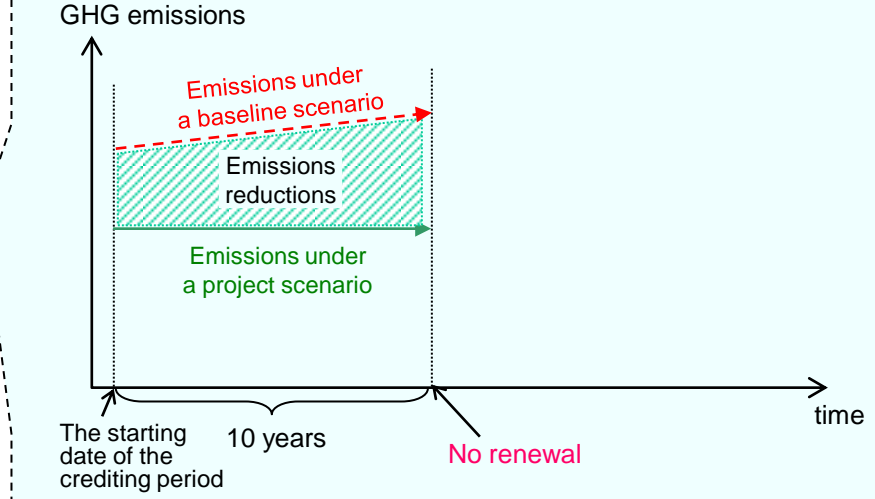 GHG emissions
Emissions under
a baseline scenario
Emissions
reductions
Emissions under
a project scenario
time
The starting
date of the
crediting period
10 years
No renewal